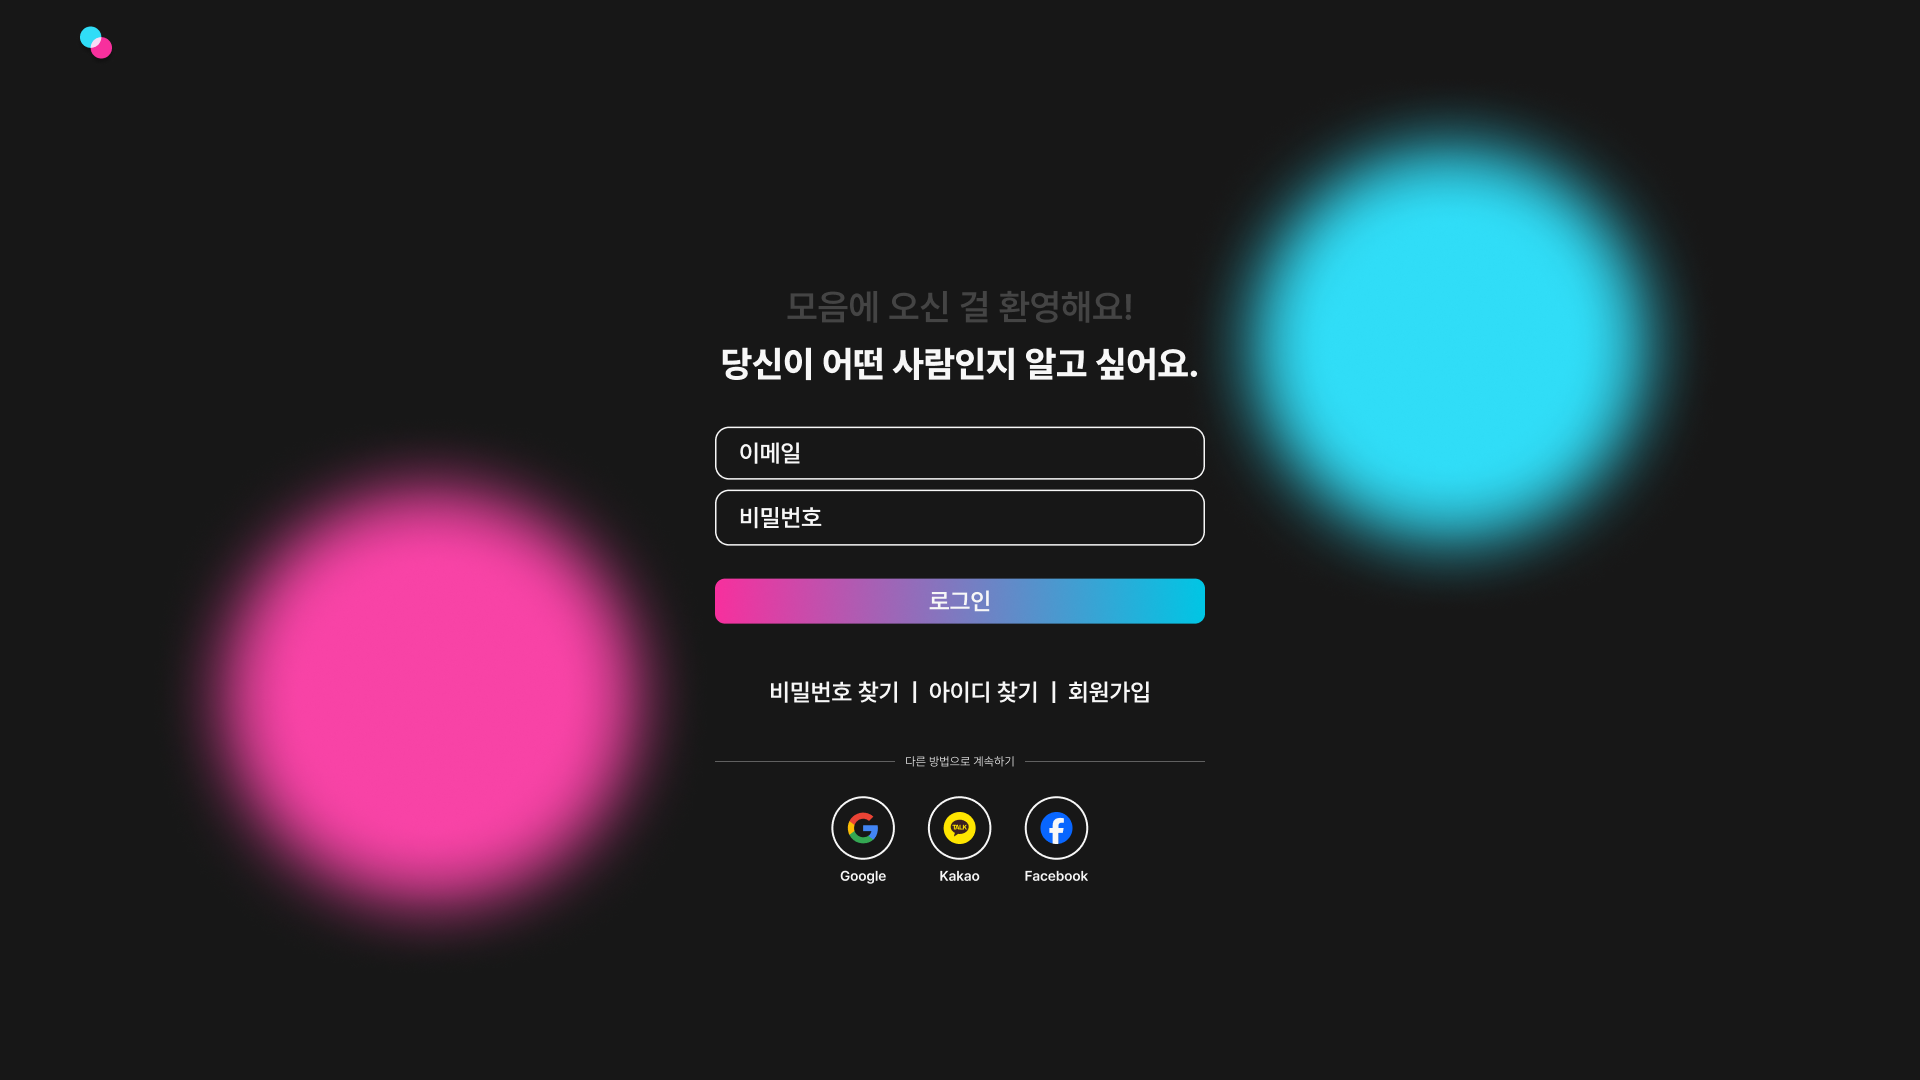 모음에 오신 걸 환영해요!
당신이 어떤 사람인지 알고 싶어요.
이메일
비밀번호
로그인
비밀번호 찾기 | 아이디 찾기 | 회원가입
다른 방법으로 계속하기
TALK
Google Kakao Facebook